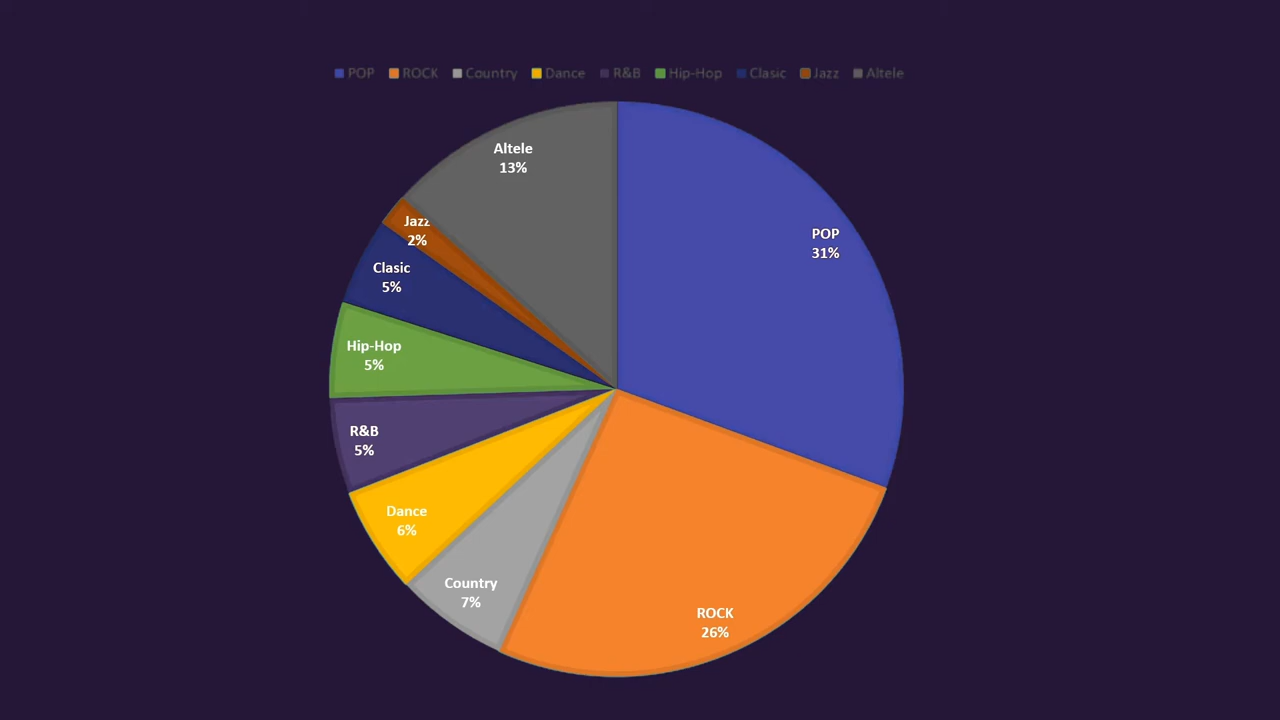 POP ROCK Country Dance R&B Hip-Hop Clasic Jazz Altele
Altele
13%
Jazz
2%
POP
31%
Clasic
5%
Hip-Hop
5%
R&B
5%
Dance
6%
Country
7%
ROCK
26%